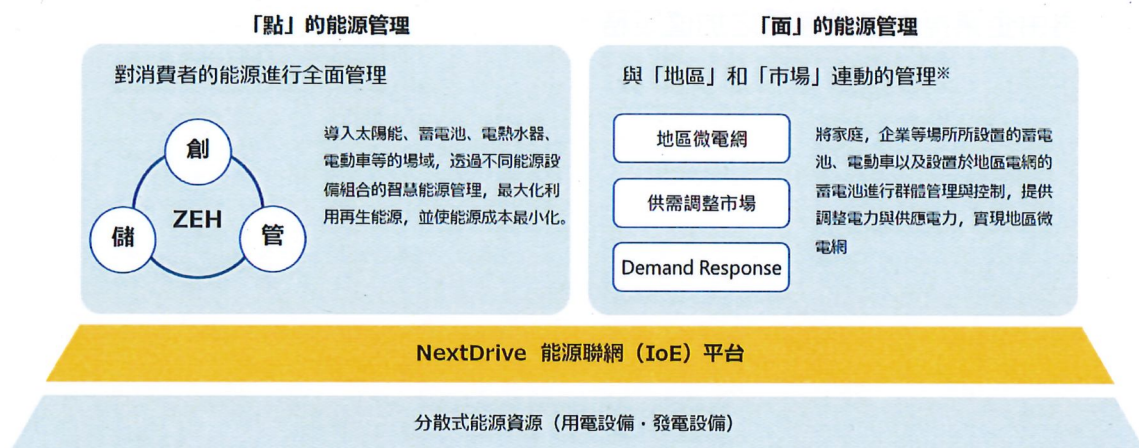 「點」的能源管理
對消費者的能源進行全面管理
創
ZEH
儲
管
導入太陽能、蓄電池、電熱水器、
電動車等的場域，透過不同能源設
備組合的智慧能源管理，最大化利
用再生能源，並使能源成本最小化。
「面」的能源管理
與「地區」和「市場」連動的管理※
地區微電網
供需調整市場
Demand Response
將家庭，企業等場所所設置的蓄電
池、電動車以及設置於地區電網的
蓄電池進行群體管理與控制，提供
調整電力與供應電力，實現地區微
電網
NextDrive 能源聯網（IoE）平台
分散式能源資源（用電設備・發電設備）